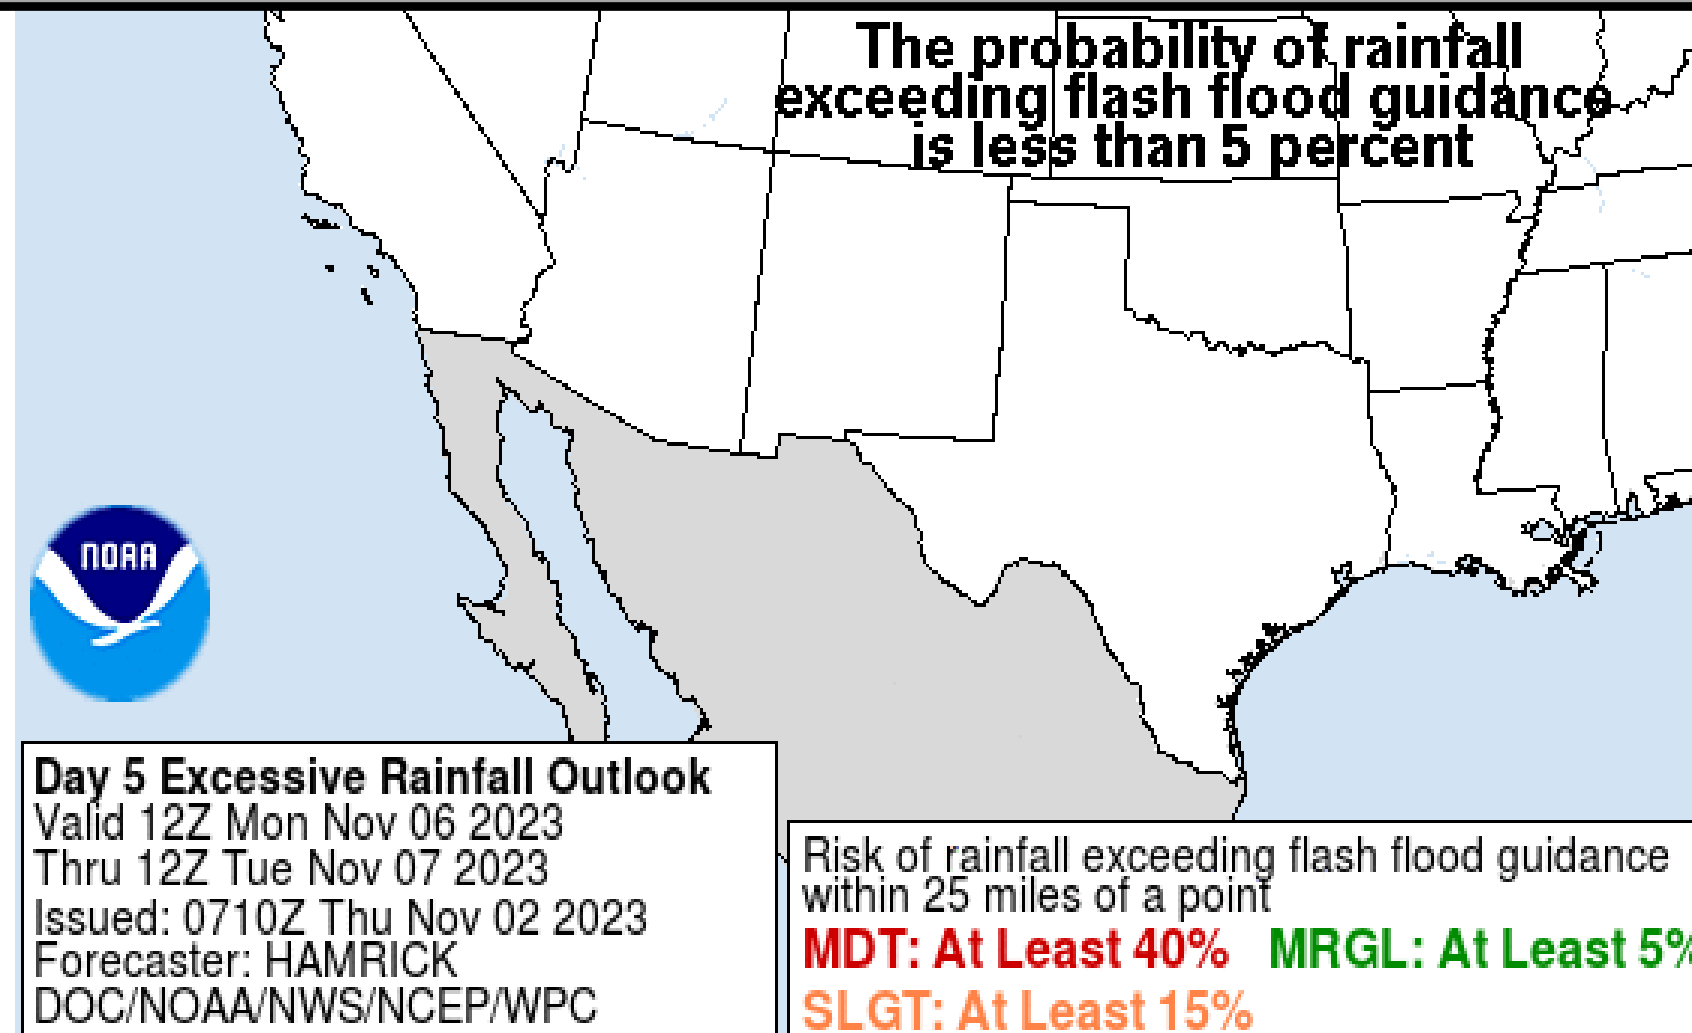 The probability of rainfall
exceeding flash flood guidance
is less than 5 percent
NOAA
Day 5 Excessive Rainfall Outlook
Valid 12Z Mon Nov 06 2023
Thru 12Z Tue Nov 07 2023
Issued: 0710Z Thu Nov 02 2023
Forecaster: HAMRICK
DOC/NOAA/NWS/NCEP/WPC
Risk of rainfall exceeding flash flood guidance
within 25 miles of a point
MDT: At Least 40% MRGL: At Least 5%
SLGT: At Least 15%